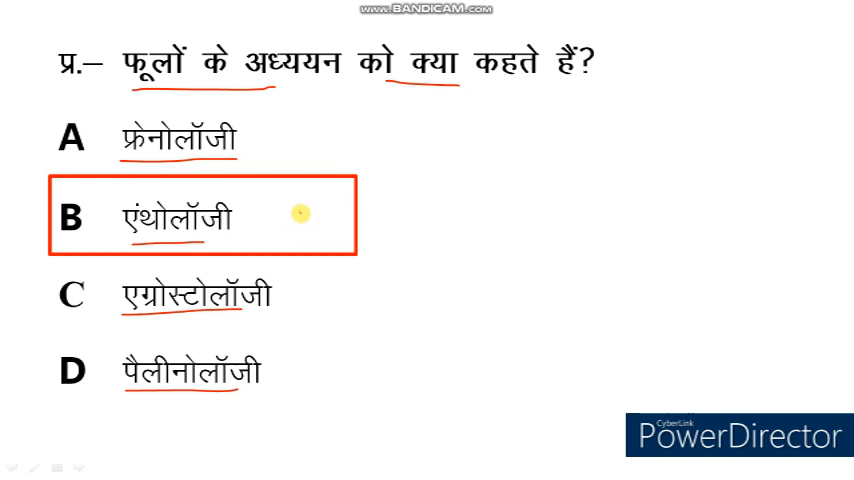 www.BANDICAM.com
प्र.– फूलों के अध्ययन को क्या कहते हैं?
A फ्रेनोलॉजी
B एंथोलॉजी
C एग्रोस्टोलॉजी
D पैलीनोलॉजी
CyberLink
PowerDirector